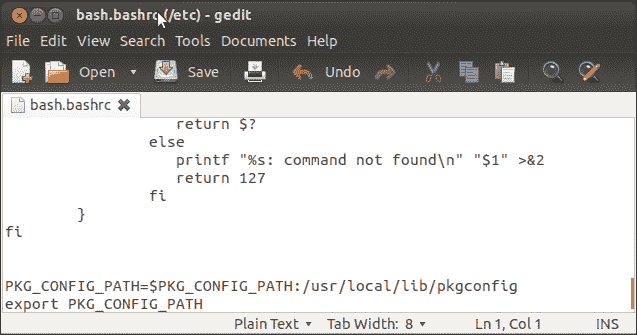 bash.bashrc (/etc) - gedit
File Edit View Search Tools Documents Help
Open Save Undo
bash.bashrc
return $?
else
printf "%s: command not found\n" "$1" >&2
return 127
fi
}
fi
PKG_CONFIG_PATH=$PKG_CONFIG_PATH:/usr/local/lib/pkgconfig
export PKG_CONFIG_PATH
Plain Text Tab Width: 8 Ln 1, Col 1 INS